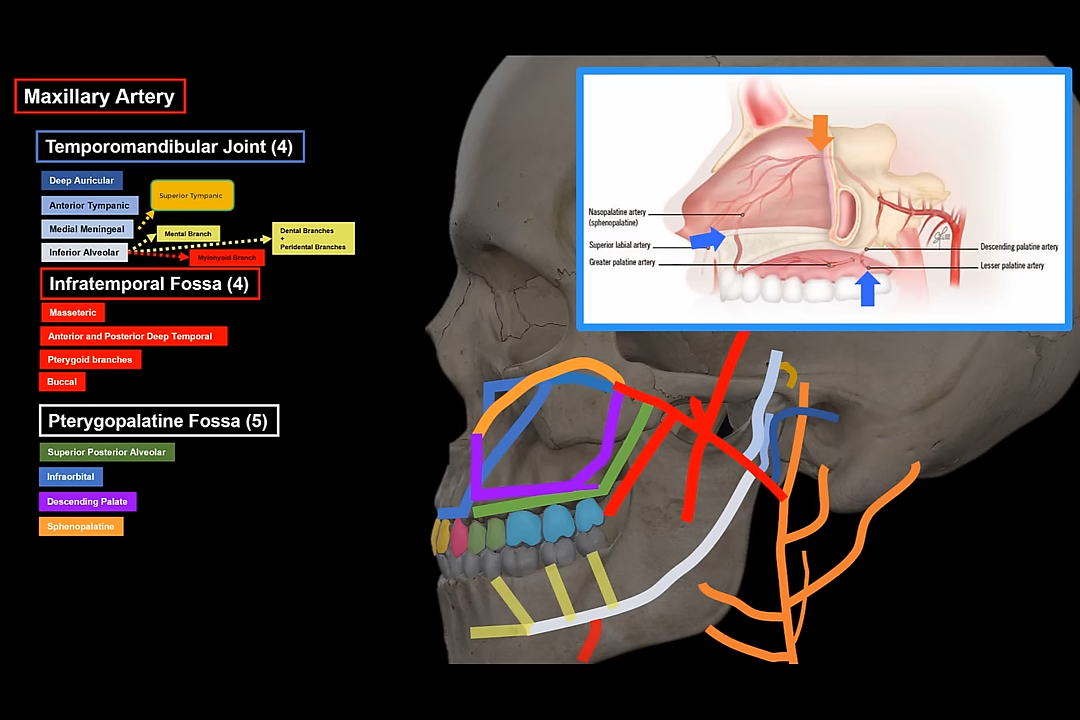 Maxillary Artery
Temporomandibular Joint (4)
Deep Auricular
Superior Tympanic
Anterior Tympanic
Medial Meningeal
Mental Branch
Dental Branches
+
Peridental Branches
Inferior Alveolar
Mylohyoid Branch
Infratemporal Fossa (4)
Masseteric
Anterior and Posterior Deep Temporal
Pterygoid branches
Buccal
Pterygopalatine Fossa (5)
Superior Posterior Alveolar
Infraorbital
Descending Palate
Sphenopalatine
Nasopalatine artery
(sphenopalatine)
Superior labial artery
Greater palatine artery
Descending palatine artery
Lesser palatine artery